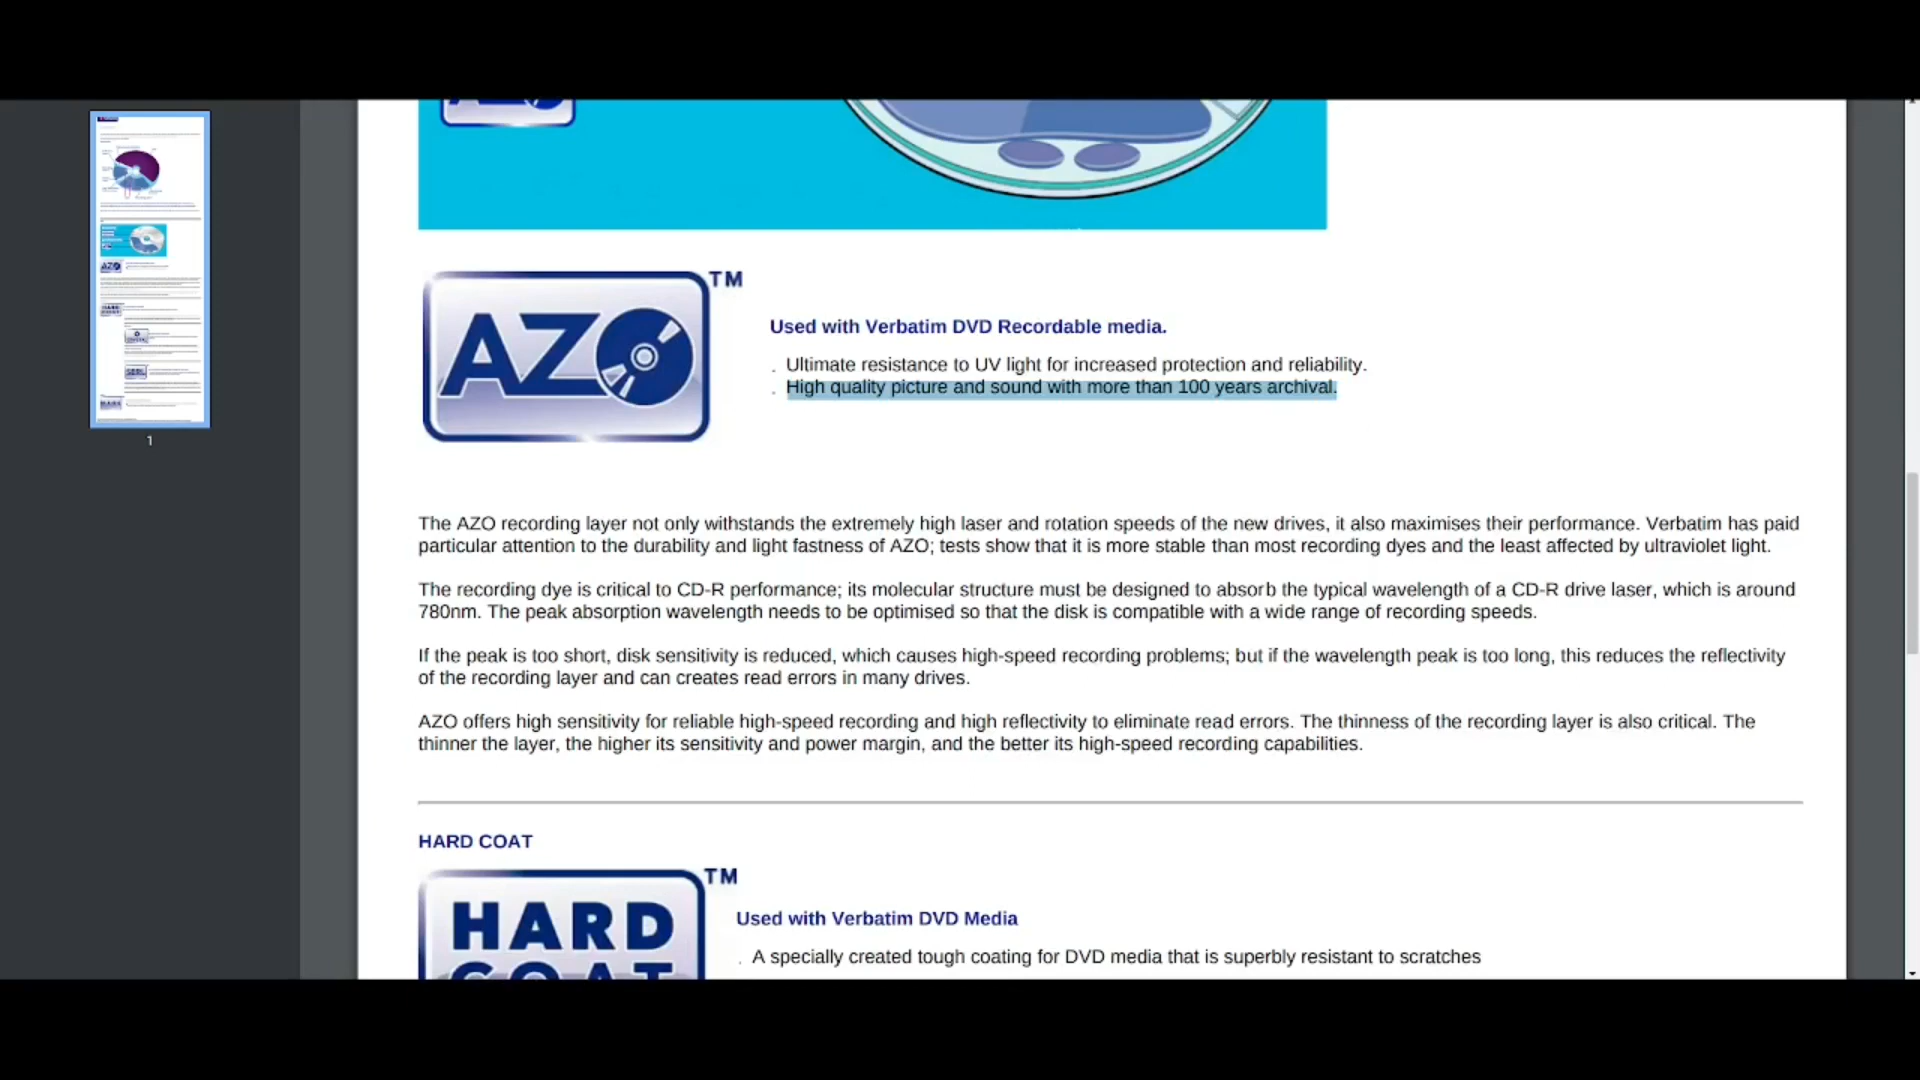 AZO TM
Used with Verbatim DVD Recordable media.
. Ultimate resistance to UV light for increased protection and reliability.
. High quality picture and sound with more than 100 years archival.
The AZO recording layer not only withstands the extremely high laser and rotation speeds of the new drives, it also maximises their performance. Verbatim has paid
particular attention to the durability and light fastness of AZO; tests show that it is more stable than most recording dyes and the least affected by ultraviolet light.
The recording dye is critical to CD-R performance; its molecular structure must be designed to absorb the typical wavelength of a CD-R drive laser, which is around
780nm. The peak absorption wavelength needs to be optimised so that the disk is compatible with a wide range of recording speeds.
If the peak is too short, disk sensitivity is reduced, which causes high-speed recording problems; but if the wavelength peak is too long, this reduces the reflectivity
of the recording layer and can creates read errors in many drives.
AZO offers high sensitivity for reliable high-speed recording and high reflectivity to eliminate read errors. The thinness of the recording layer is also critical. The
thinner the layer, the higher its sensitivity and power margin, and the better its high-speed recording capabilities.
HARD COAT
HARD TM
COAT
Used with Verbatim DVD Media
. A specially created tough coating for DVD media that is superbly resistant to scratches
1